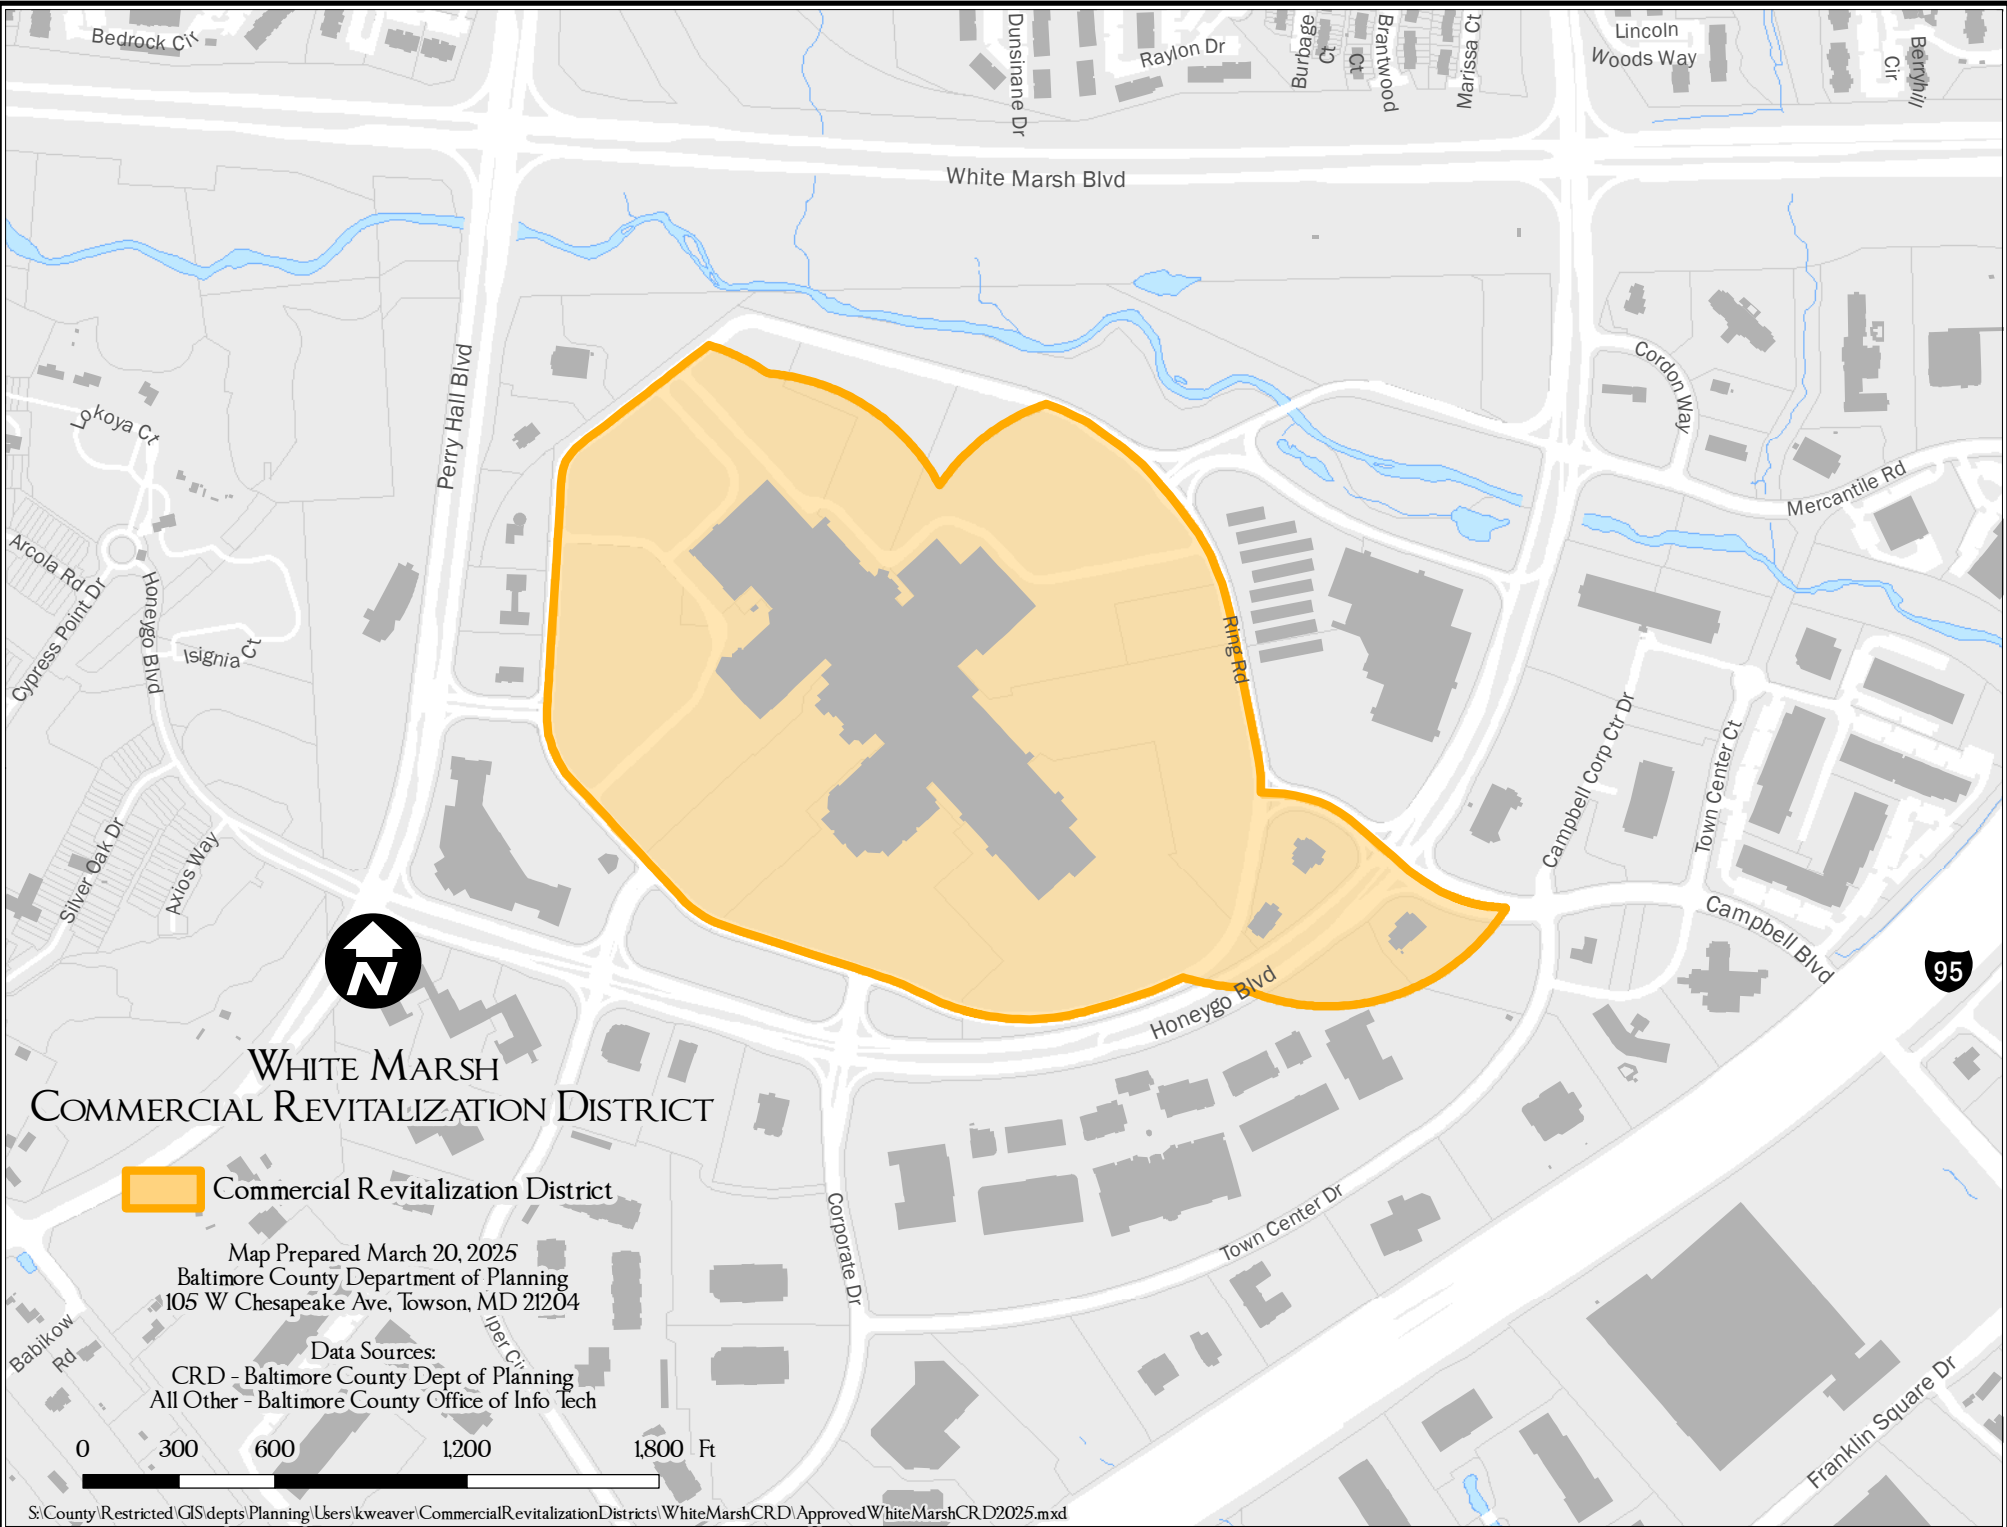 Bedrock Cir
Dunsinane Dr
Raylon Dr
Burbage
Ct
Brantwood
Ct
Marissa Ct
Lincoln
Woods Way
Berryhill
Cir
White Marsh Blvd
Perry Hall Blvd
Cordon Way
Mercantile Rd
Lokoya Ct
Arcola Rd
Cypress Point Dr
Honeygo Blvd
Isignia Ct
Ring Rd
Campbell Corp Ctr Dr
Town Center Ct
Silver Oak Dr
Axios Way
Campbell Blvd
95
Honeygo Blvd
N
WHITE MARSH
COMMERCIAL REVITALIZATION DISTRICT
Commercial Revitalization District
Corporate Dr
Town Center Dr
Map Prepared March 20, 2025
Baltimore County Department of Planning
105 W Chesapeake Ave, Towson, MD 21204
Babikow
Rd
Data Sources:
CRD - Baltimore County Dept of Planning
All Other - Baltimore County Office of Info Tech
Franklin Square Dr
0 300 600 1,200 1,800 Ft
S:\County\Restricted\GIS\depts\Planning\Users\kweaver\CommercialRevitalizationDistricts\WhiteMarshCRD\ApprovedWhiteMarshCRD2025.mxd